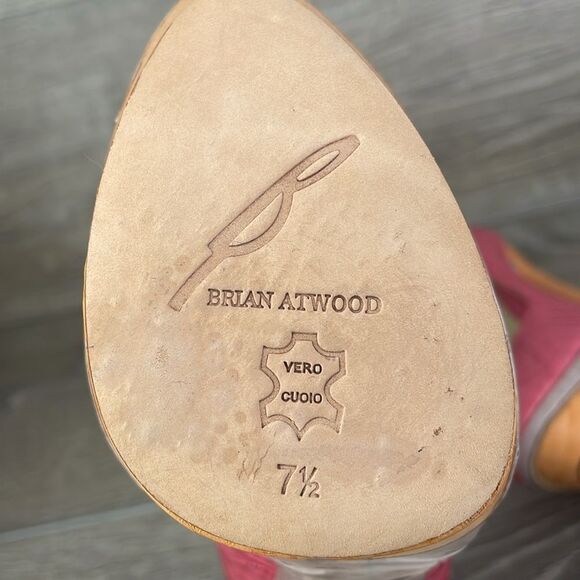 BRIAN ATWOOD
VERO
CUOIO
7½